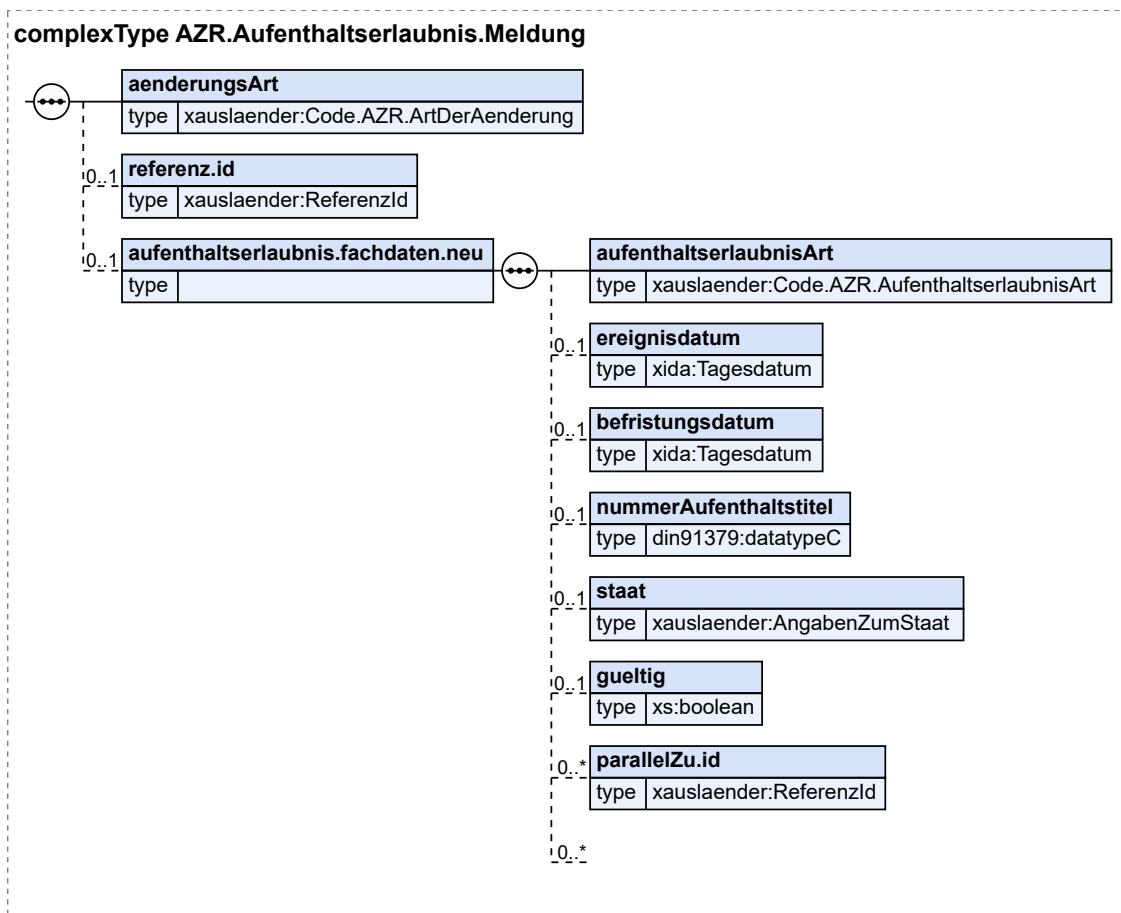 complexType AZR.Aufenthaltserlaubnis.Meldung
aenderungsArt
type xauslaender:Code.AZR.ArtDerAenderung
0..1 referenz.id
type xauslaender:ReferenzId
0..1 aufenthaltserlaubnis.fachdaten.neu
type
aufenthaltserlaubnisArt
type xauslaender:Code.AZR.AufenthaltserlaubnisArt
0..1 ereignisdatum
type xida:Tagesdatum
0..1 befristungsdatum
type xida:Tagesdatum
0..1 nummerAufenthaltstitel
type din91379:datatypeC
0..1 staat
type xauslaender:AngabenZumStaat
0..1 gueltig
type xs:boolean
0..* parallelZu.id
type xauslaender:ReferenzId
0..*